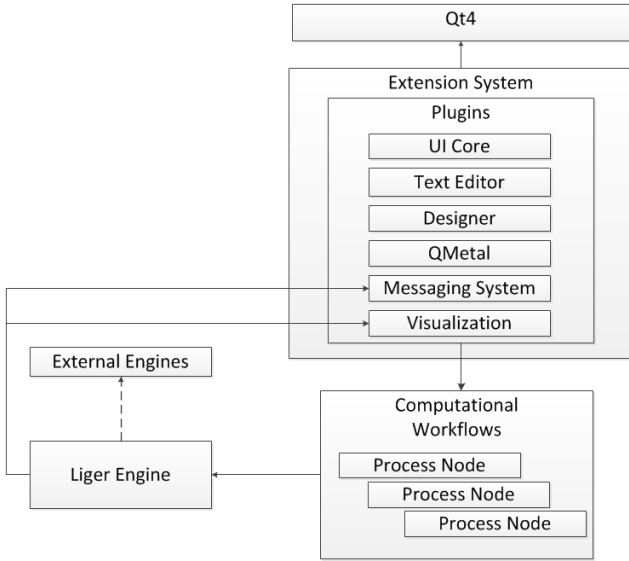 Qt4
Extension System
Plugins
UI Core
Text Editor
Designer
QMetal
Messaging System
Visualization
External Engines
Liger Engine
Computational
Workflows
Process Node
Process Node
Process Node